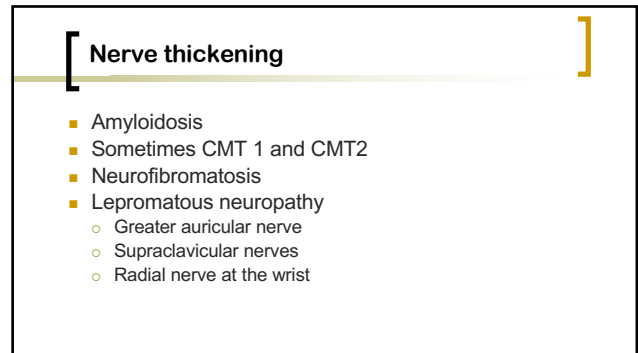 Nerve thickening
Amyloidosis
Sometimes CMT 1 and CMT2
Neurofibromatosis
Lepromatous neuropathy
Greater auricular nerve
Supraclavicular nerves
Radial nerve at the wrist